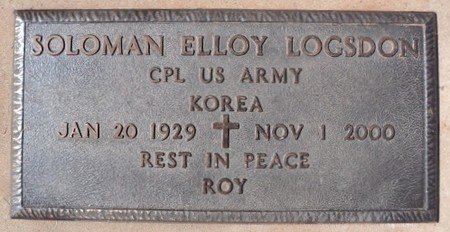 SOLOMAN ELLOY LOGSDON
CPL US ARMY
KOREA
JAN 20 1929 ✝ NOV 1 2000
REST IN PEACE
ROY